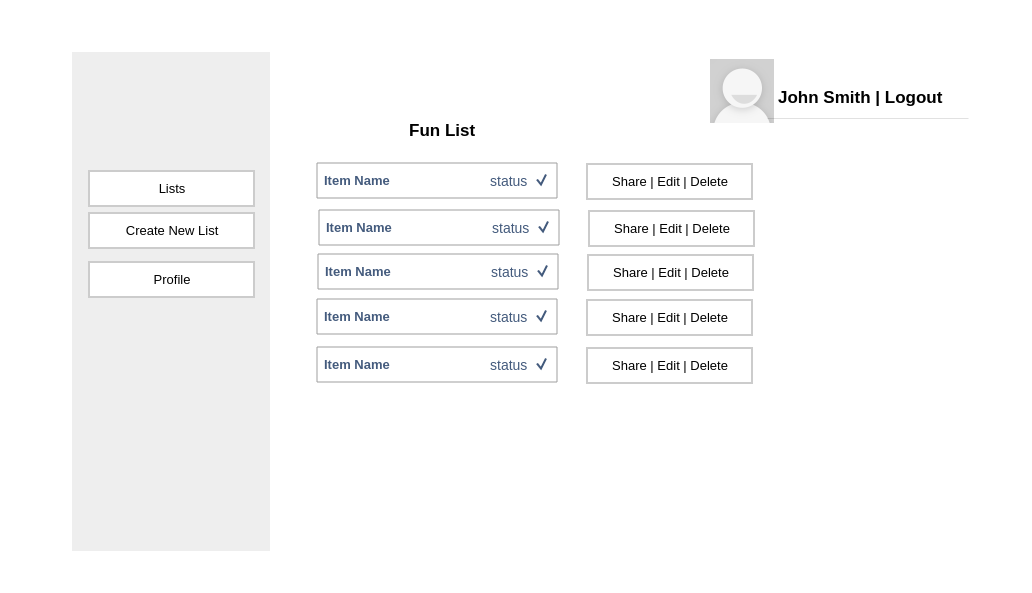 John Smith | Logout
Fun List
Lists
Create New List
Profile
Item Name status Share | Edit | Delete
Item Name status Share | Edit | Delete
Item Name status Share | Edit | Delete
Item Name status Share | Edit | Delete
Item Name status Share | Edit | Delete